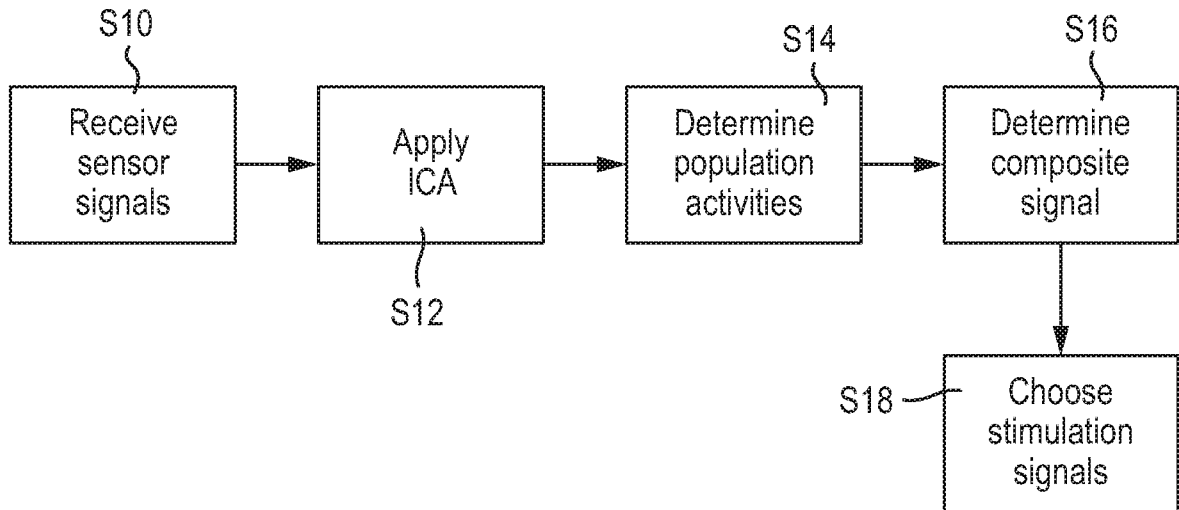 S10
Receive
sensor
signals
Apply
ICA
S12
S14
Determine
population
activities
S16
Determine
composite
signal
S18
Choose
stimulation
signals